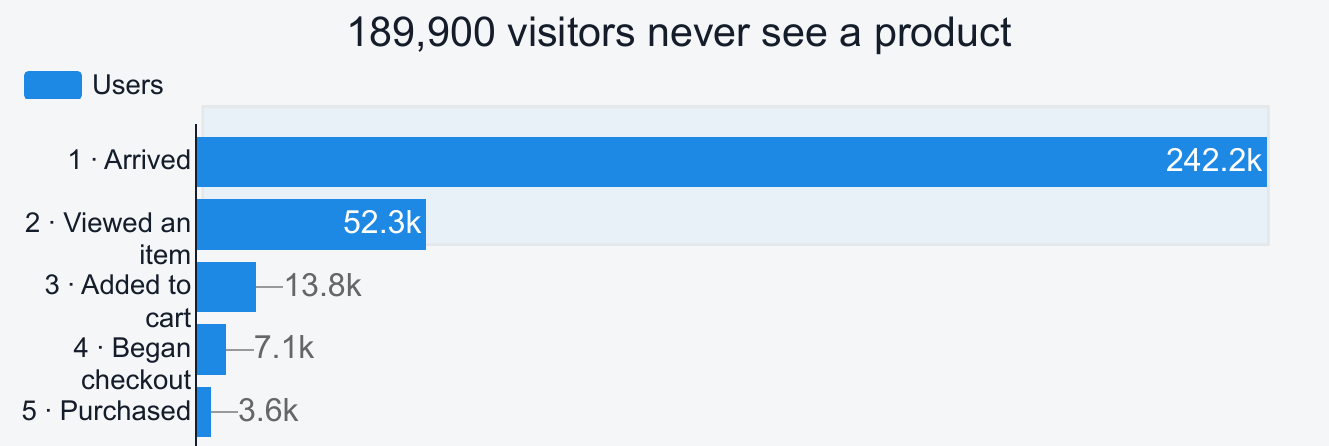 189,900 visitors never see a product
Users
1 · Arrived
242.2k
2 · Viewed an
item
52.3k
3 · Added to
cart
13.8k
4 · Began
checkout
7.1k
5 · Purchased
3.6k